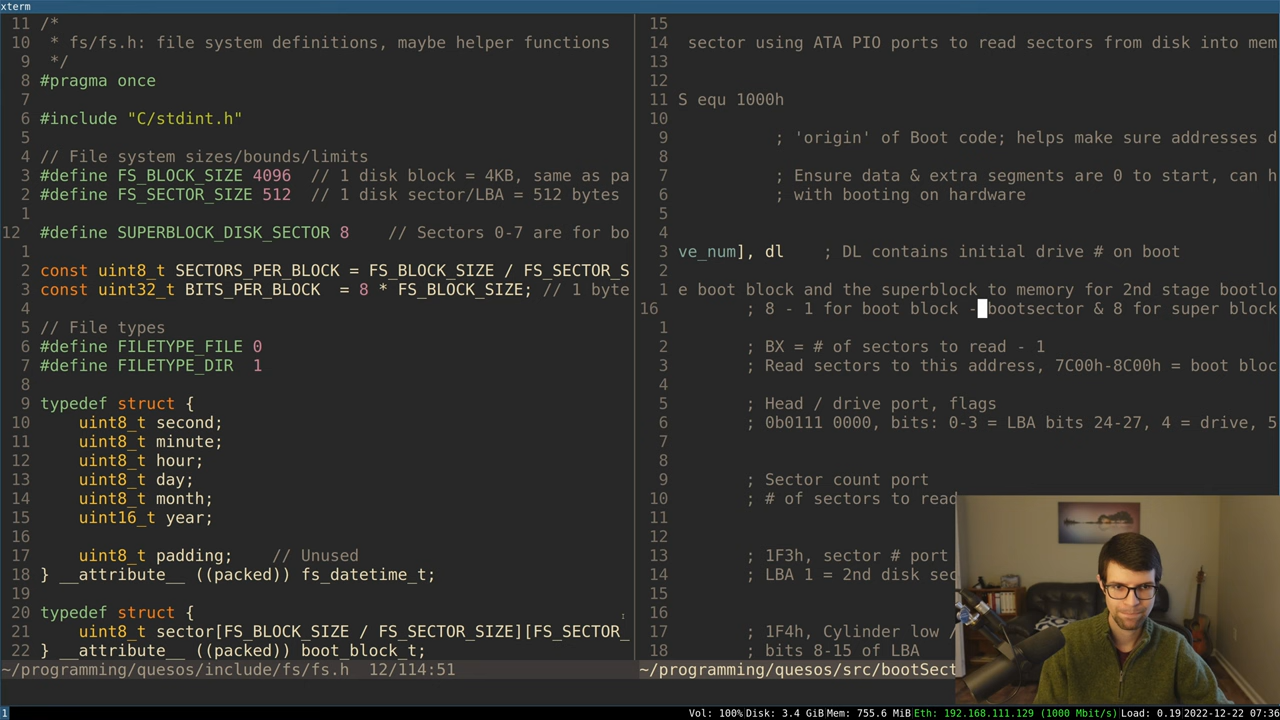 xterm
11 /*
10  * fs/fs.h: file system definitions, maybe helper functions
9  */
8 #pragma once
7
6 #include "C/stdint.h"
5
4 // File system sizes/bounds/limits
3 #define FS_BLOCK_SIZE 4096  // 1 disk block = 4KB, same as pa
2 #define FS_SECTOR_SIZE 512  // 1 disk sector/LBA = 512 bytes
1
12 #define SUPERBLOCK_DISK_SECTOR 8    // Sectors 0-7 are for bo
1
2 const uint8_t SECTORS_PER_BLOCK = FS_BLOCK_SIZE / FS_SECTOR_S
3 const uint32_t BITS_PER_BLOCK  = 8 * FS_BLOCK_SIZE; // 1 byte
4
5 // File types
6 #define FILETYPE_FILE 0
7 #define FILETYPE_DIR  1
8
9 typedef struct {
10     uint8_t second;
11     uint8_t minute;
12     uint8_t hour;
13     uint8_t day;
14     uint8_t month;
15     uint16_t year;
16
17     uint8_t padding;    // Unused
18 } __attribute__ ((packed)) fs_datetime_t;
19
20 typedef struct {
21     uint8_t sector[FS_BLOCK_SIZE / FS_SECTOR_SIZE][FS_SECTOR_
22 } __attribute__ ((packed)) boot_block_t;
~/programming/quesos/include/fs/fs.h  12/114:51
15
14 sector using ATA PIO ports to read sectors from disk into mem
13
12
11 S equ 1000h
10
9 ; 'origin' of Boot code; helps make sure addresses d
8
7 ; Ensure data & extra segments are 0 to start, can h
6 ; with booting on hardware
5
4
3 ve_num], dl    ; DL contains initial drive # on boot
2
1 e boot block and the superblock to memory for 2nd stage bootlo
16 ; 8 - 1 for boot block - bootsector & 8 for super block
1
2 ; BX = # of sectors to read - 1
3 ; Read sectors to this address, 7C00h-8C00h = boot bloc
4
5 ; Head / drive port, flags
6 ; 0b0111 0000, bits: 0-3 = LBA bits 24-27, 4 = drive, 5
7
8
9 ; Sector count port
10 ; # of sectors to read
11
12
13 ; 1F3h, sector # port
14 ; LBA 1 = 2nd disk sec
15
16
17 ; 1F4h, Cylinder low /
18 ; bits 8-15 of LBA
~/programming/quesos/src/bootSect
1
Vol: 100% Disk: 3.4 GiB Mem: 755.6 MiB Eth: 192.168.111.129 (1000 Mbit/s) Load: 0.19 2022-12-22 07:36